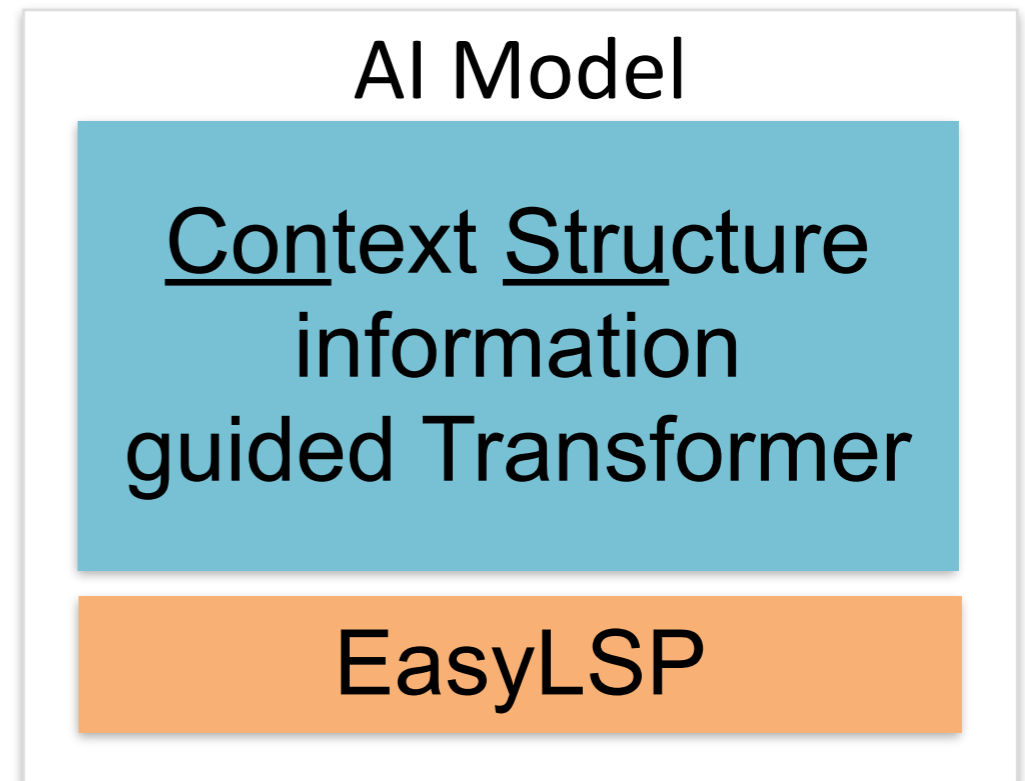 AI Model
Context Structure
information
guided Transformer
EasyLSP